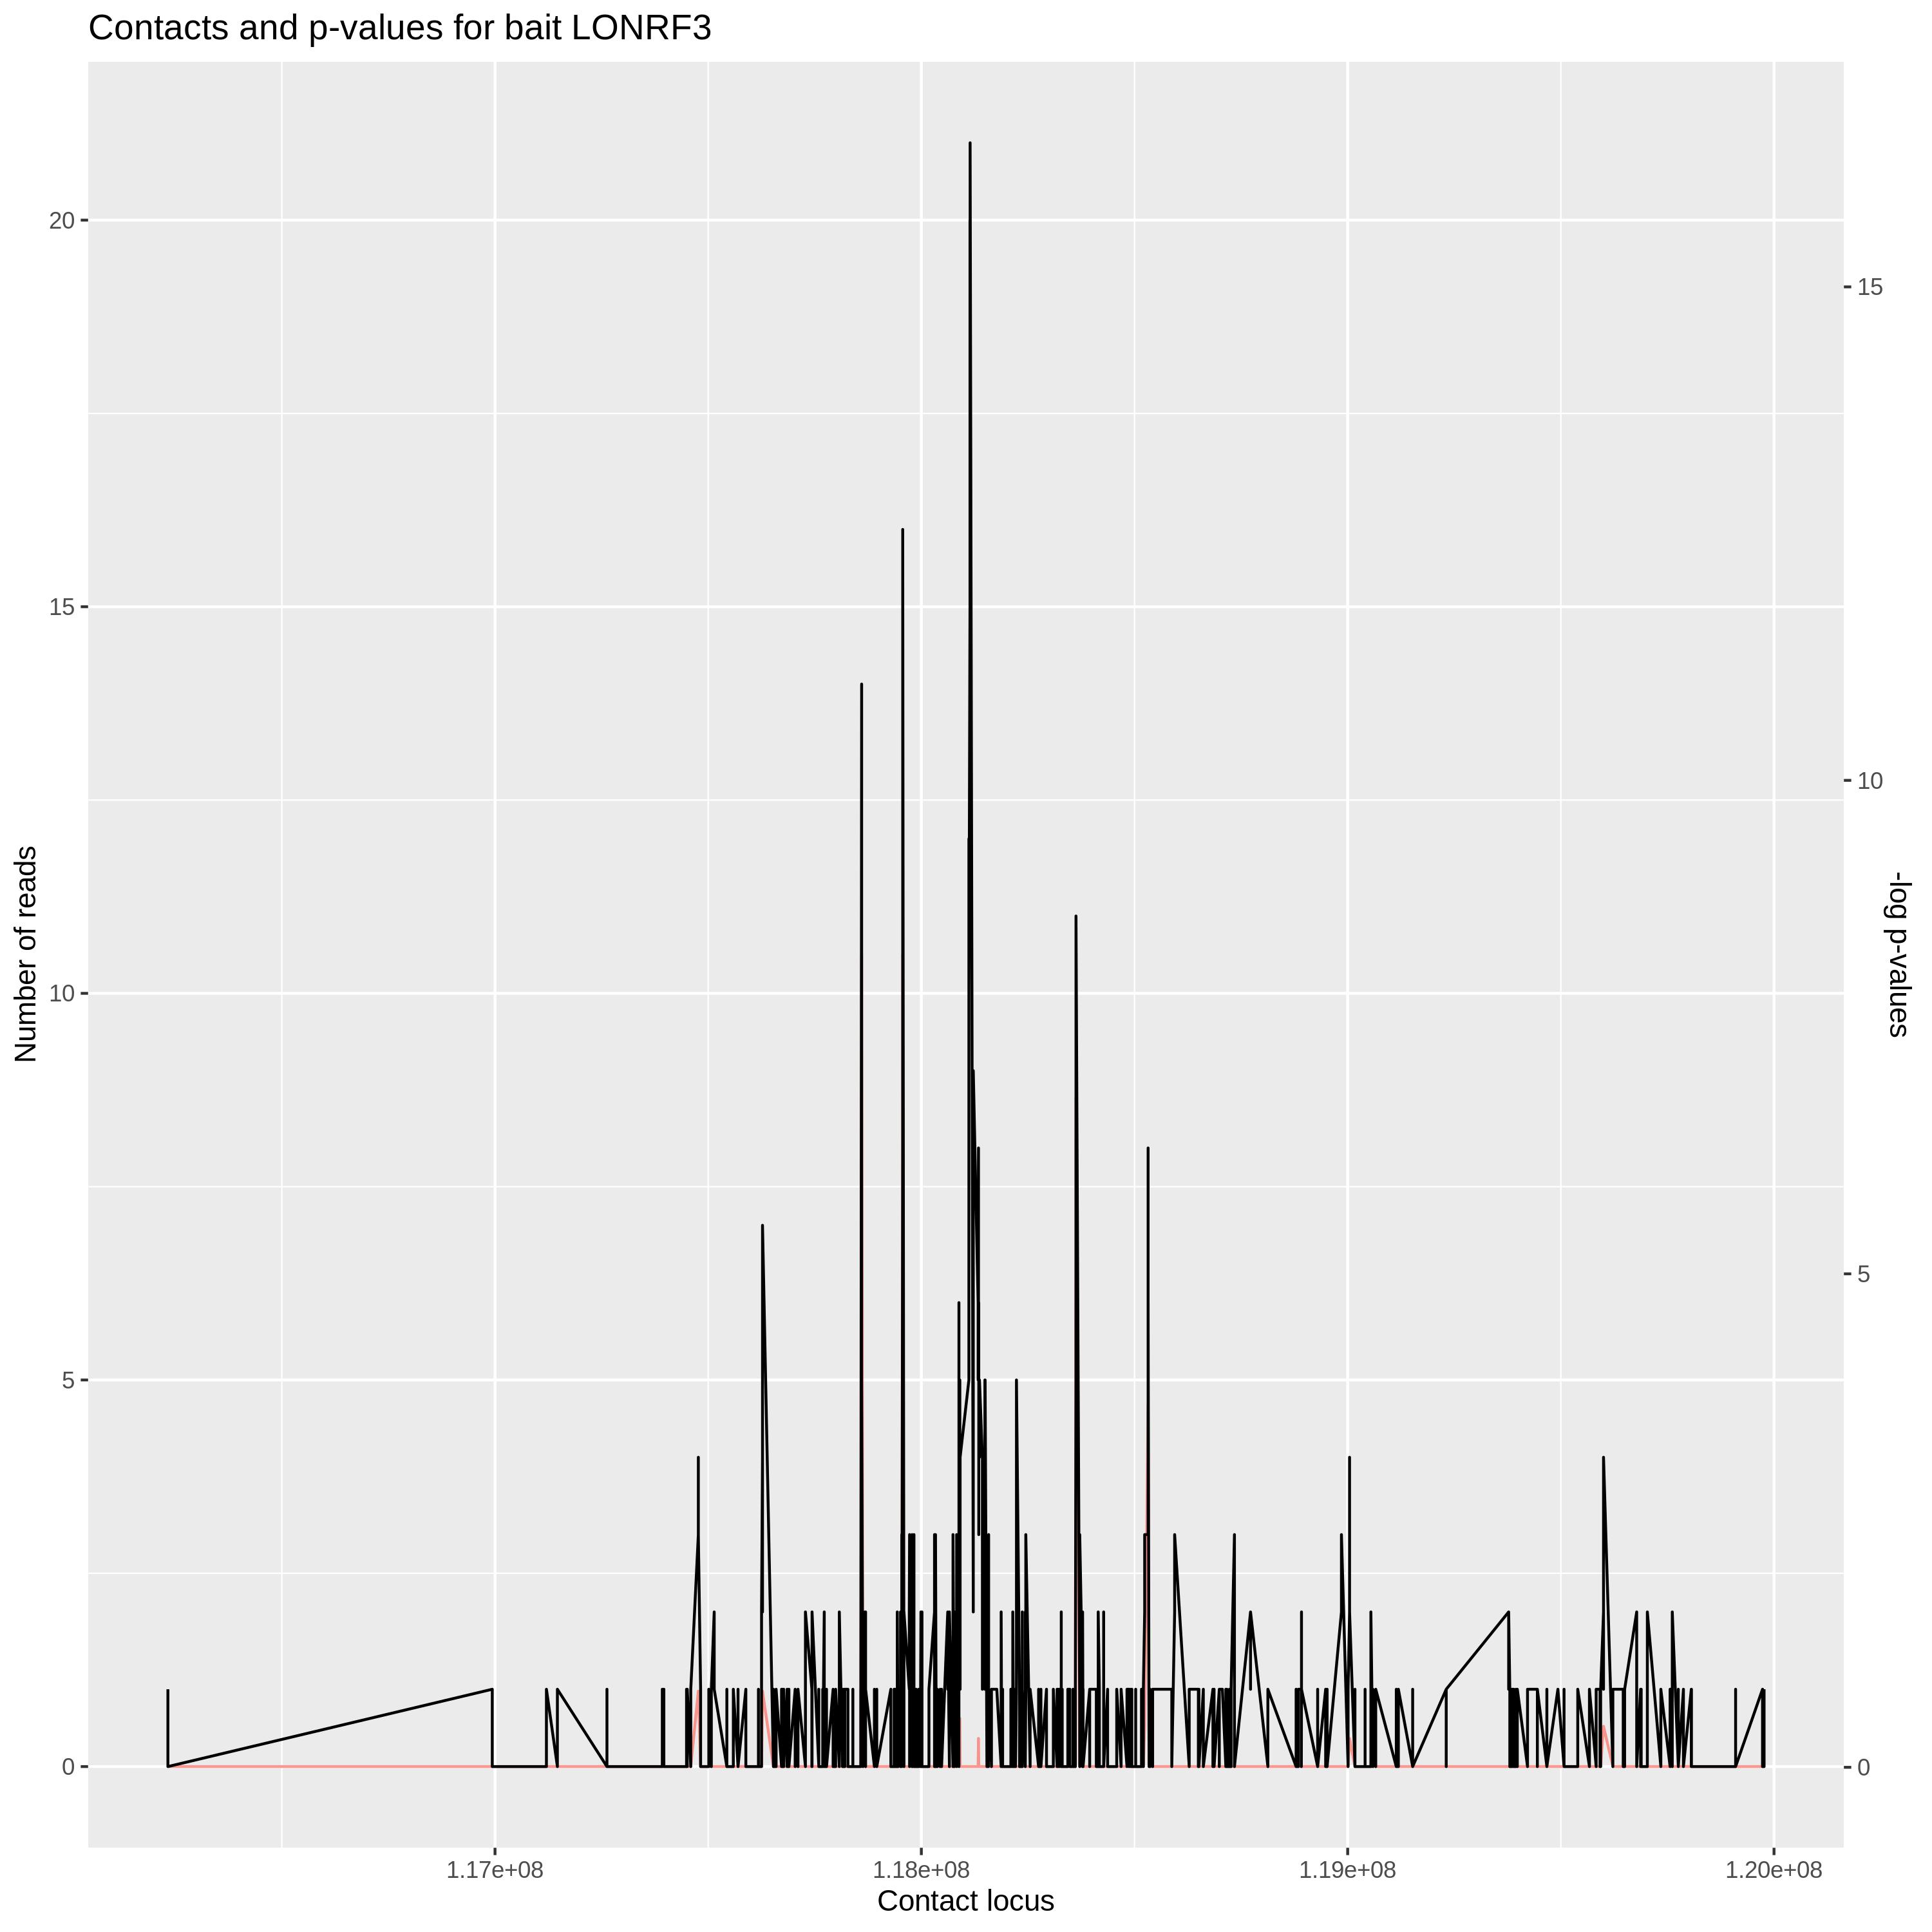 Contacts and p-values for bait LONRF3
Number of reads
20
15
10
5
0
15
10
5
0
-log p-values
1.17e+08 1.18e+08 1.19e+08 1.20e+08
Contact locus